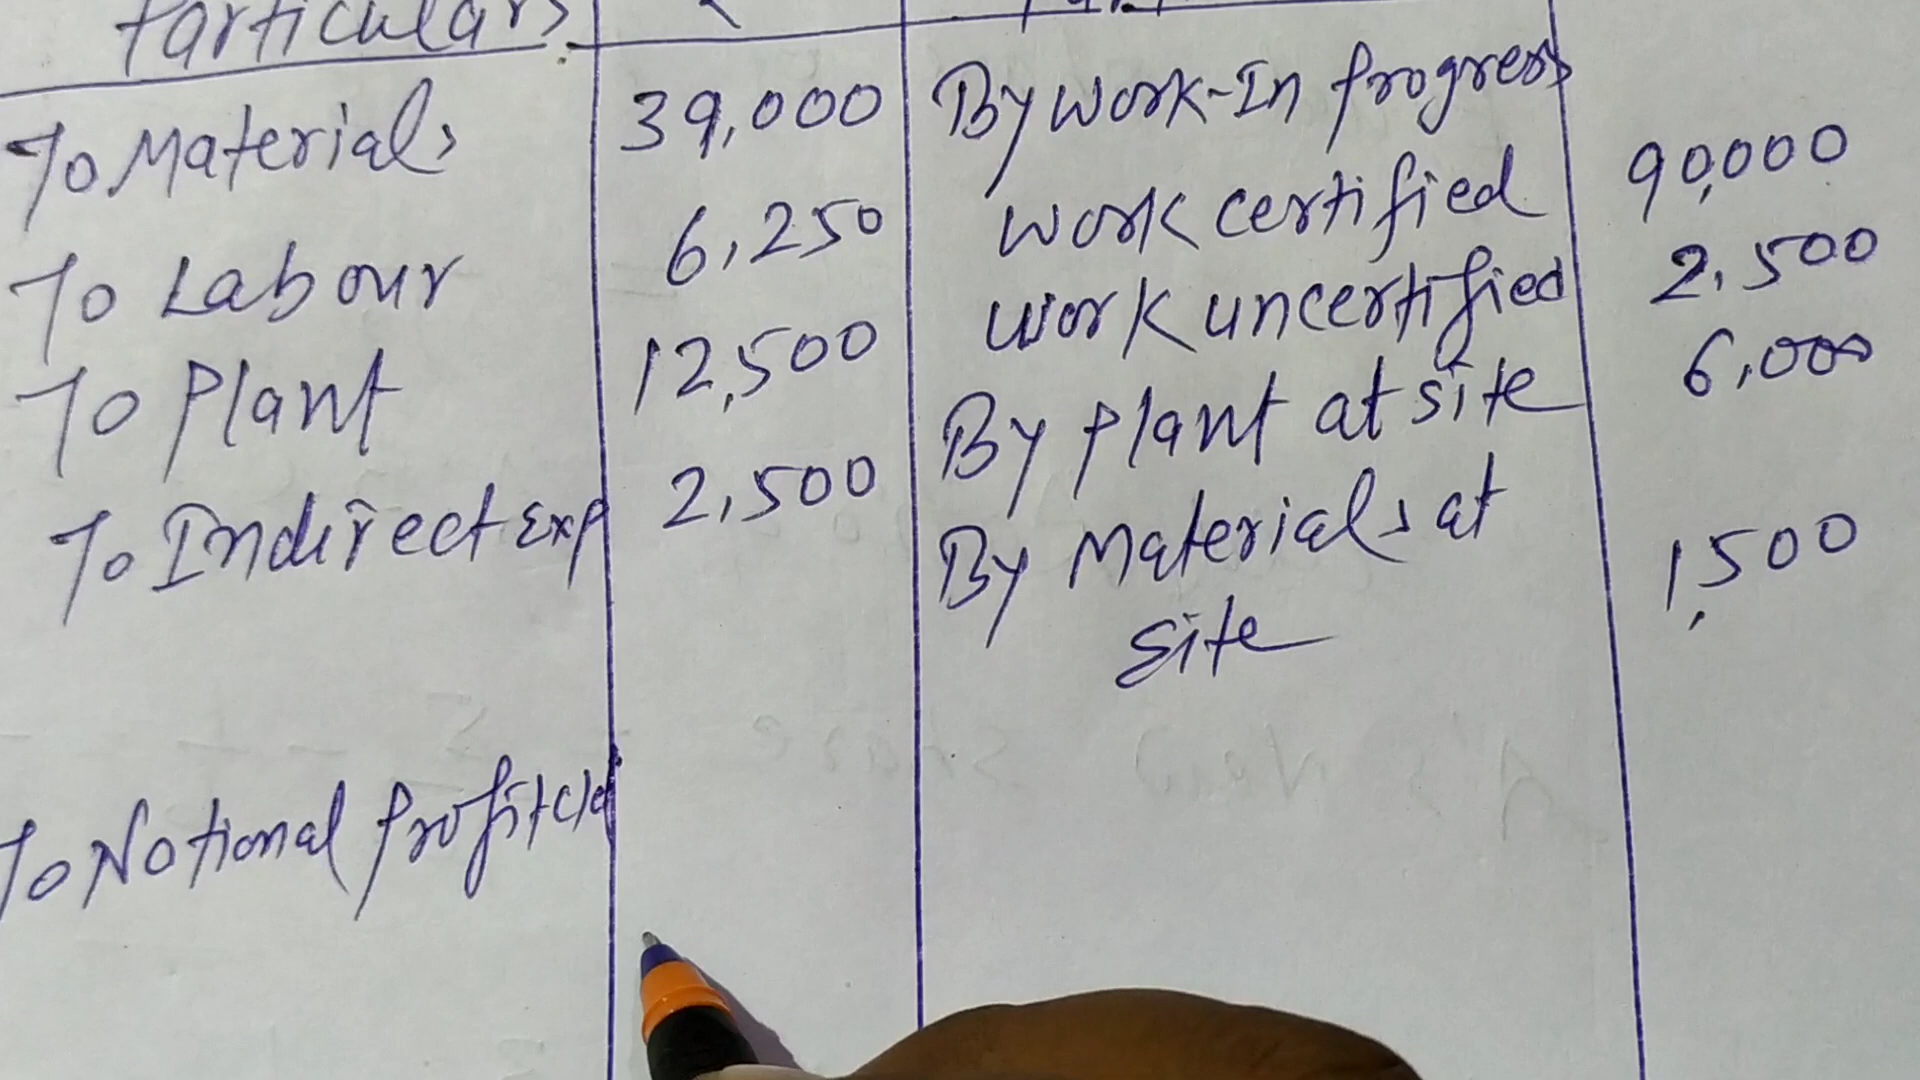 Particulars
To Materials 39,000 By Work-In Progress
Work certified 90,000
To Labour 6,250 Work uncertified 2,500
To Plant 12,500 By Plant at site 6,000
To Indirect Exp 2,500 By Materials at 1,500
Site
To Notional Profit c/d